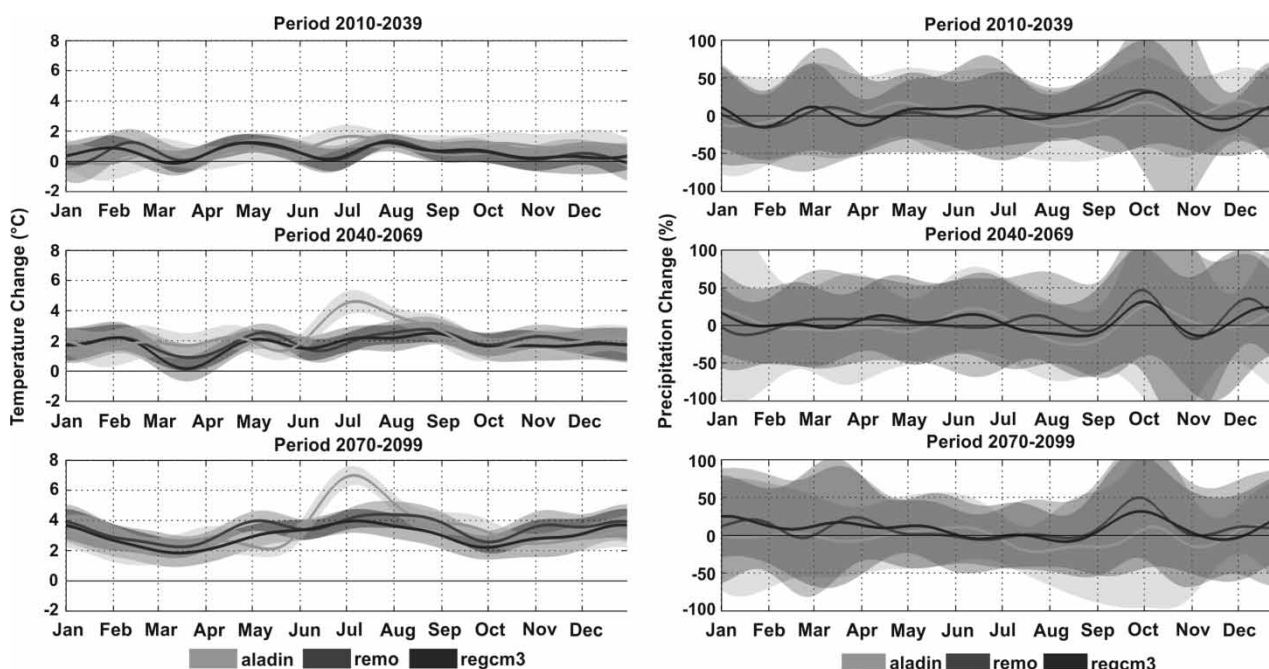 Period 2010-2039
8
6
4
2
0
-2
Jan Feb Mar Apr May Jun Jul Aug Sep Oct Nov Dec
Period 2040-2069
8
6
4
2
0
-2
Jan Feb Mar Apr May Jun Jul Aug Sep Oct Nov Dec
Period 2070-2099
8
6
4
2
0
-2
Jan Feb Mar Apr May Jun Jul Aug Sep Oct Nov Dec
Temperature Change (°C)
aladin remo regcm3
Period 2010-2039
100
50
0
-50
-100
Jan Feb Mar Apr May Jun Jul Aug Sep Oct Nov Dec
Period 2040-2069
100
50
0
-50
-100
Jan Feb Mar Apr May Jun Jul Aug Sep Oct Nov Dec
Period 2070-2099
100
50
0
-50
-100
Jan Feb Mar Apr May Jun Jul Aug Sep Oct Nov Dec
Precipitation Change (%)
aladin remo regcm3